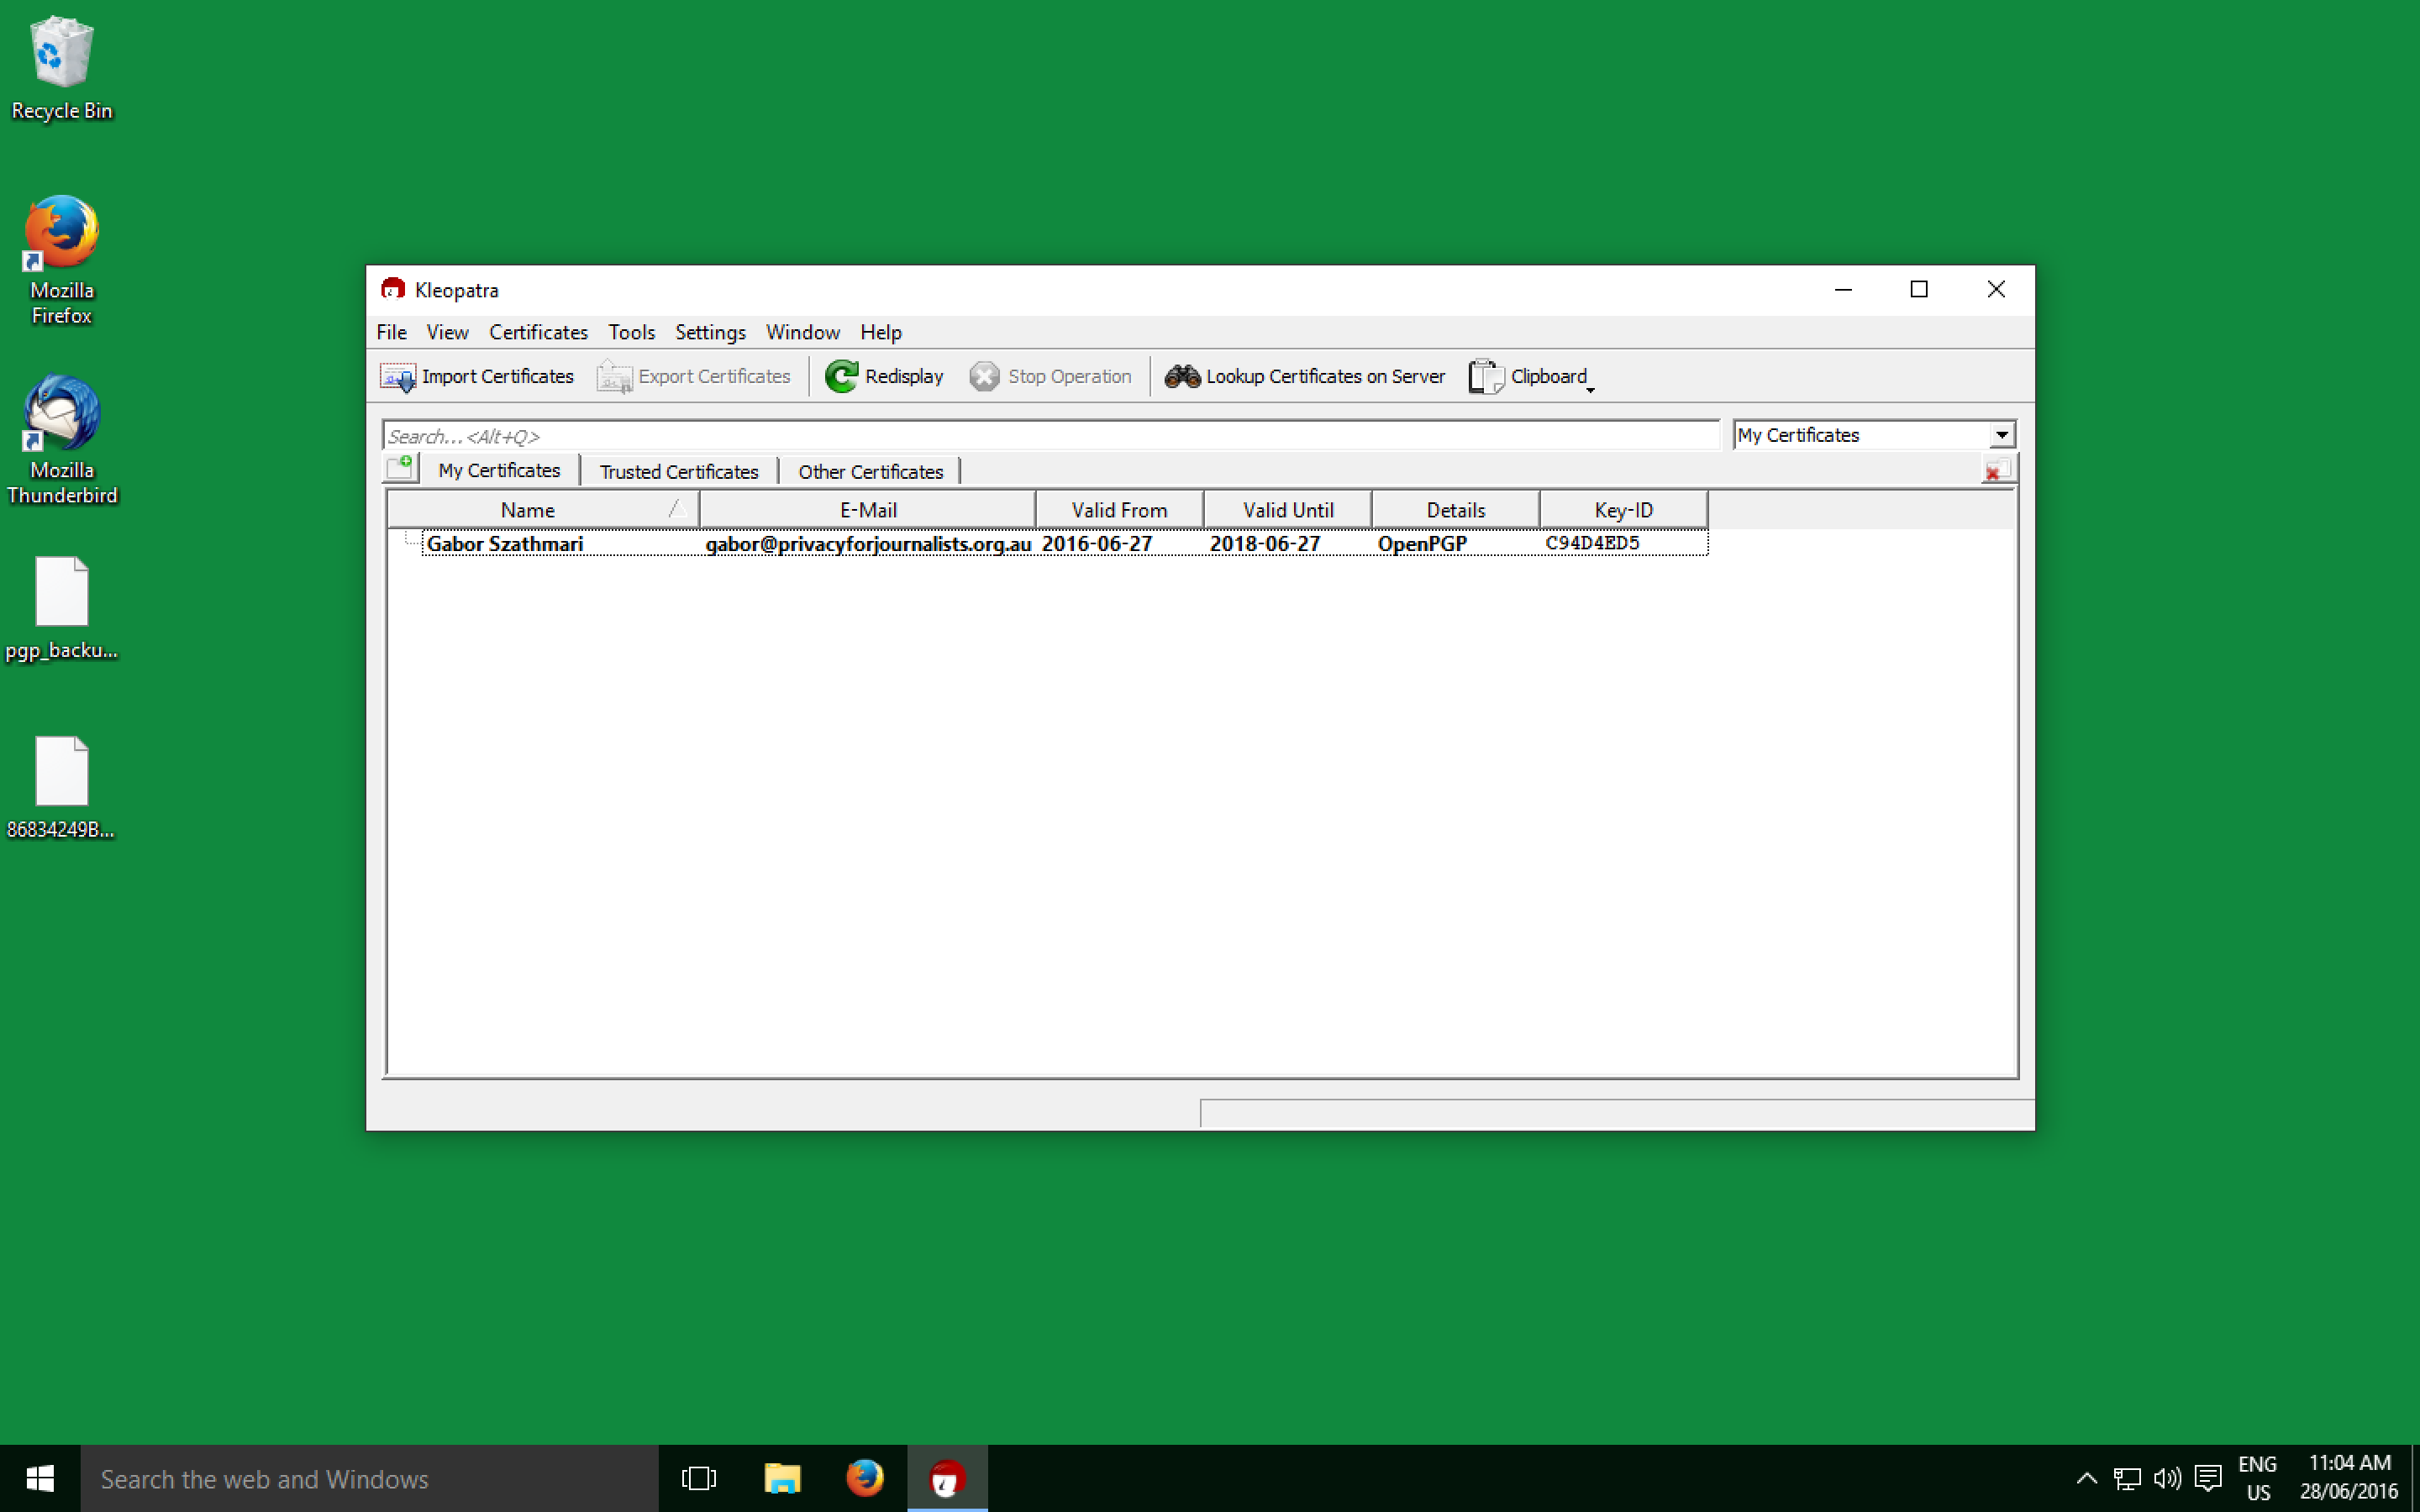 Recycle Bin
Mozilla
Firefox
Mozilla
Thunderbird
pgp_backu...
86834249B...
Kleopatra
File View Certificates Tools Settings Window Help
Import Certificates Export Certificates Redisplay Stop Operation Lookup Certificates on Server Clipboard
Search...<Alt+Q> My Certificates
My Certificates Trusted Certificates Other Certificates
Name E-Mail Valid From Valid Until Details Key-ID
Gabor Szathmari gabor@privacyforjournalists.org.au 2016-06-27 2018-06-27 OpenPGP C94D4ED5
Search the web and Windows
ENG
US
11:04 AM
28/06/2016